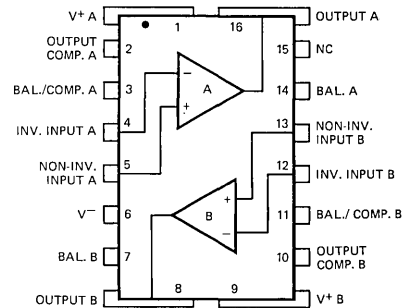 V+ A
1
16
OUTPUT A
OUTPUT
COMP. A
2
15
NC
BAL./COMP. A
3
A
14
BAL. A
INV. INPUT A
4
−
+
13
NON-INV.
INPUT B
NON-INV.
INPUT A
5
12
INV. INPUT B
V−
6
B
+
−
11
BAL./ COMP. B
BAL. B
7
10
OUTPUT
COMP. B
OUTPUT B
8
9
V+ B